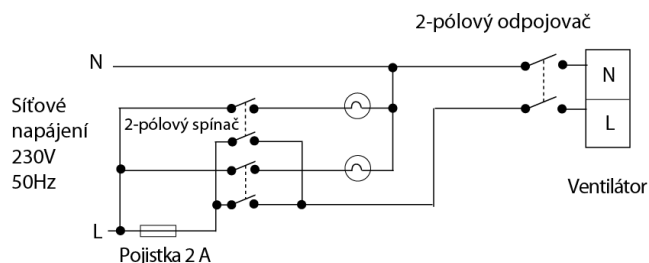 2-pólový odpojovač
N
N
Síťové
napájení
230V
50Hz
2-pólový spínač
L
Ventilátor
L
Pojistka 2 A